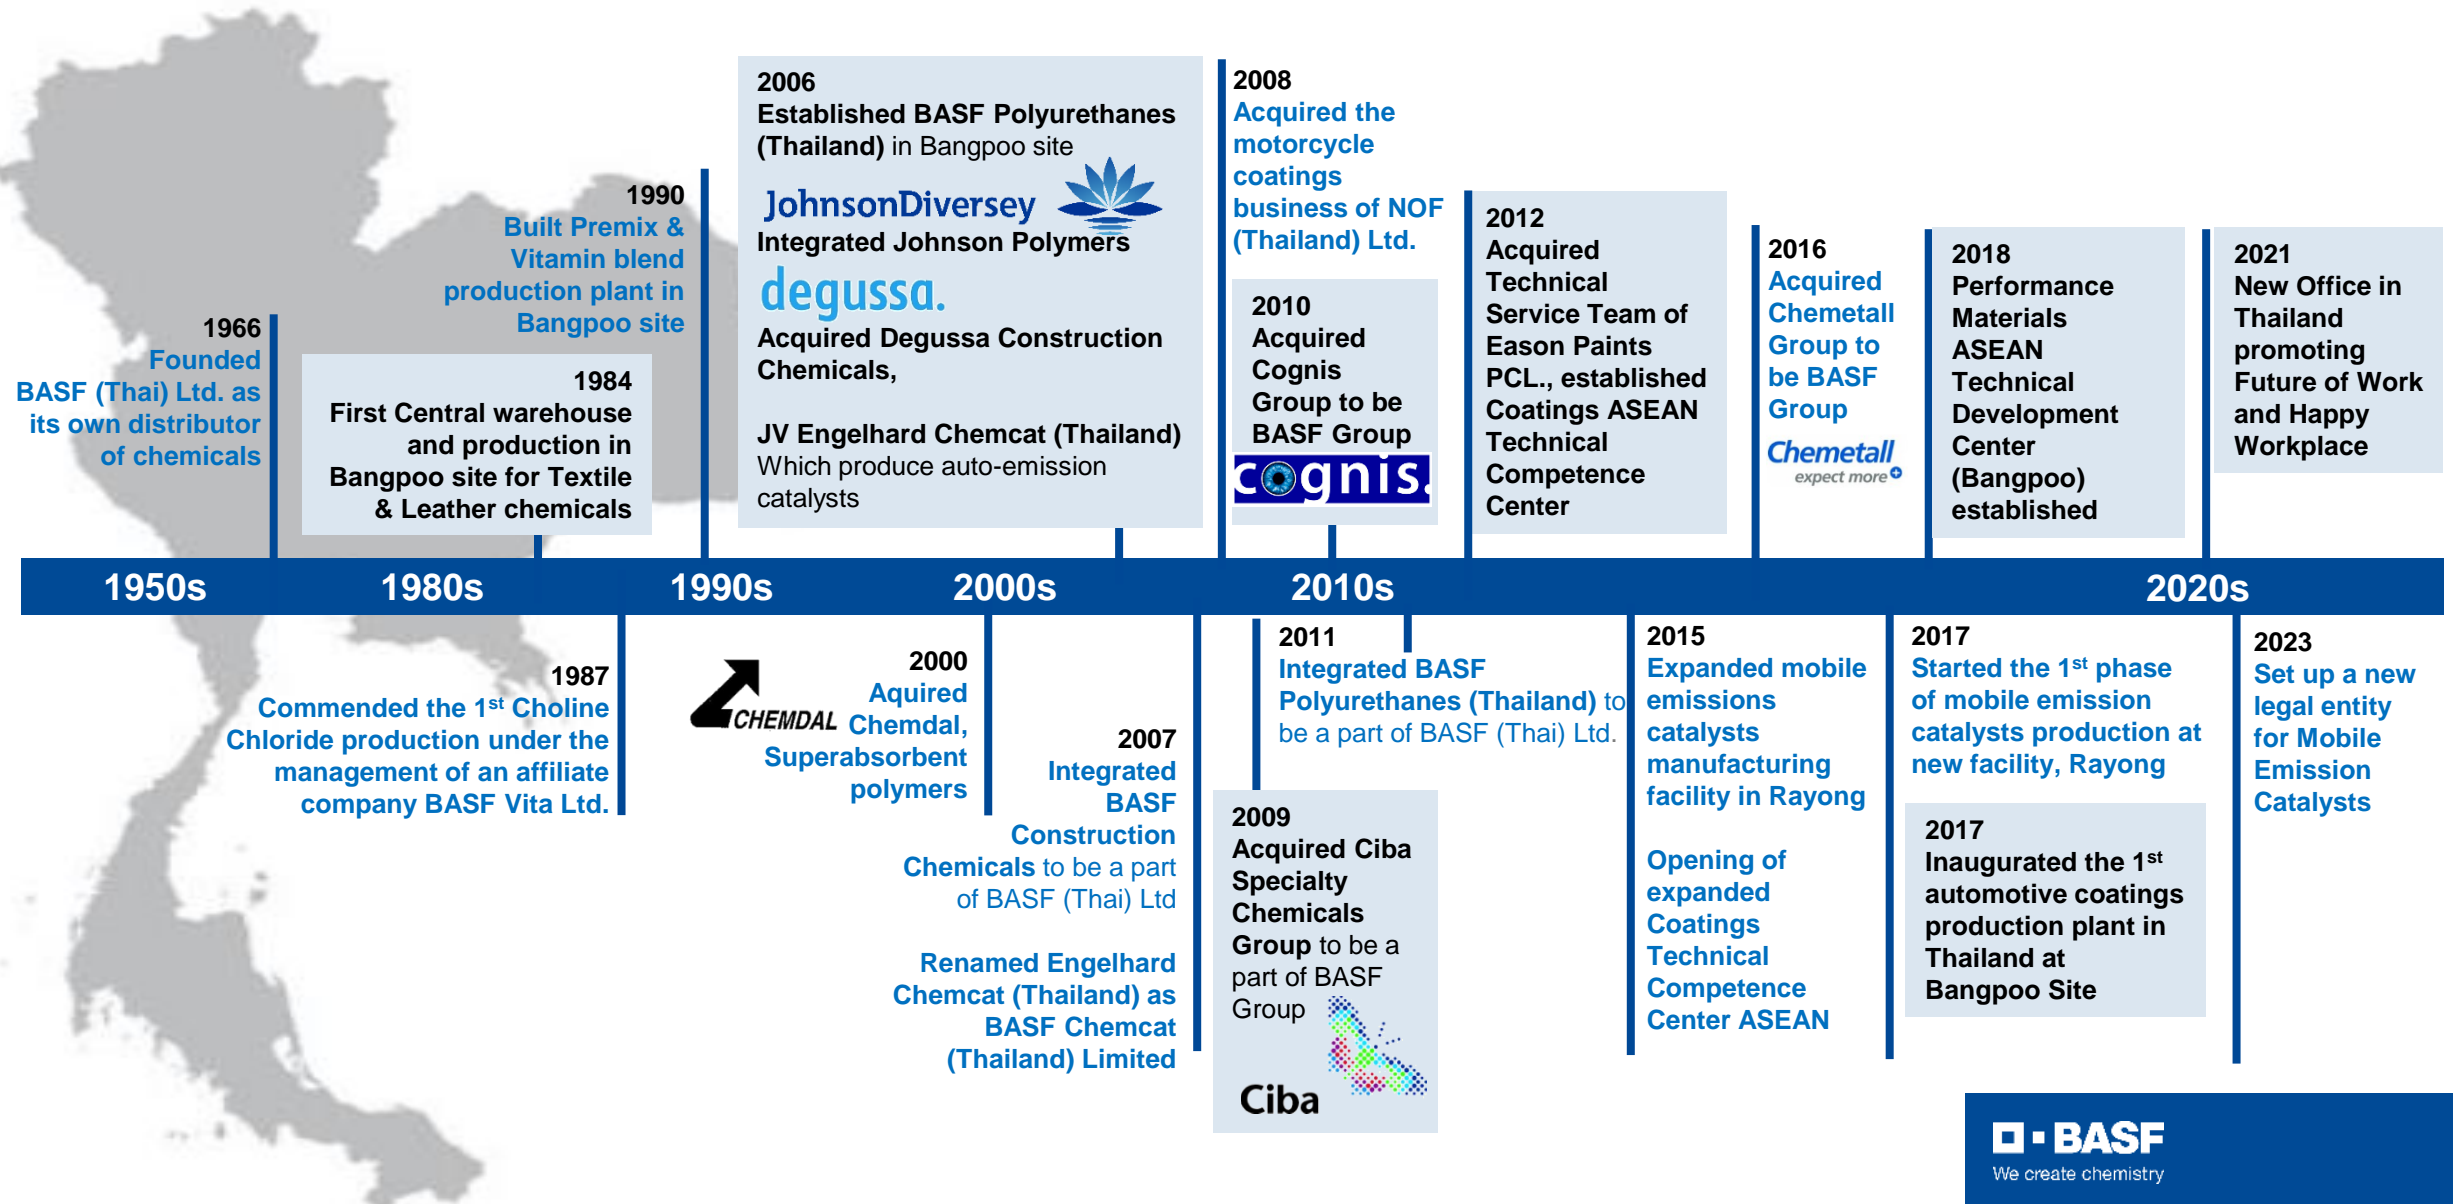 1966
Founded
BASF (Thai) Ltd. as
its own distributor
of chemicals
1984
First Central warehouse
and production in
Bangpoo site for Textile
& Leather chemicals
1990
Built Premix &
Vitamin blend
production plant in
Bangpoo site
2006
Established BASF Polyurethanes
(Thailand) in Bangpoo site
JohnsonDiversey
Integrated Johnson Polymers
degussa.
Acquired Degussa Construction
Chemicals,
JV Engelhard Chemcat (Thailand)
Which produce auto-emission
catalysts
2008
Acquired the
motorcycle
coatings
business of NOF
(Thailand) Ltd.
2010
Acquired
Cognis
Group to be
BASF Group
cognis.
2012
Acquired
Technical
Service Team of
Eason Paints
PCL., established
Coatings ASEAN
Technical
Competence
Center
2016
Acquired
Chemetall
Group to
be BASF
Group
Chemetall
expect more
2018
Performance
Materials
ASEAN
Technical
Development
Center
(Bangpoo)
established
2021
New Office in
Thailand
promoting
Future of Work
and Happy
Workplace
1950s 1980s 1990s 2000s 2010s 2020s
1987
Commended the 1st Choline
Chloride production under the
management of an affiliate
company BASF Vita Ltd.
CHEMDAL
2000
Aquired
Chemdal,
Superabsorbent
polymers
2007
Integrated
BASF
Construction
Chemicals to be a part
of BASF (Thai) Ltd
Renamed Engelhard
Chemcat (Thailand) as
BASF Chemcat
(Thailand) Limited
2011
Integrated BASF
Polyurethanes (Thailand) to
be a part of BASF (Thai) Ltd.
2009
Acquired Ciba
Specialty
Chemicals
Group to be a
part of BASF
Group
Ciba
2015
Expanded mobile
emissions
catalysts
manufacturing
facility in Rayong
Opening of
expanded
Coatings
Technical
Competence
Center ASEAN
2017
Started the 1st phase
of mobile emission
catalysts production at
new facility, Rayong
2017
Inaugurated the 1st
automotive coatings
production plant in
Thailand at
Bangpoo Site
2023
Set up a new
legal entity
for Mobile
Emission
Catalysts
BASF
We create chemistry